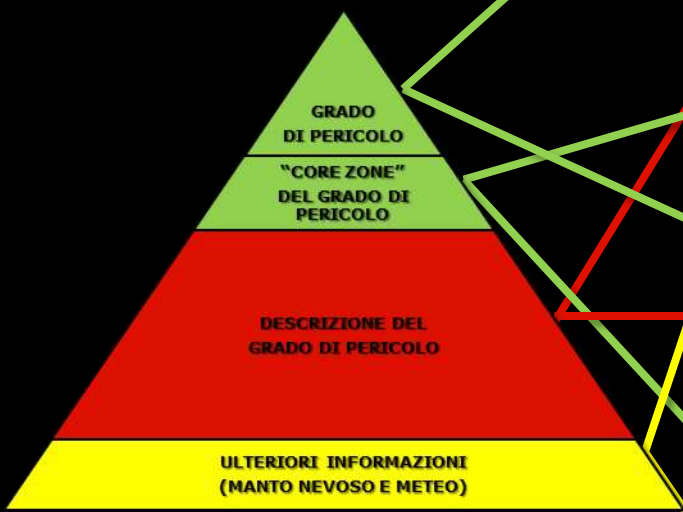 GRADO
DI PERICOLO
“CORE ZONE”
DEL GRADO DI
PERICOLO
DESCRIZIONE DEL
GRADO DI PERICOLO
ULTERIORI INFORMAZIONI
(MANTO NEVOSO E METEO)